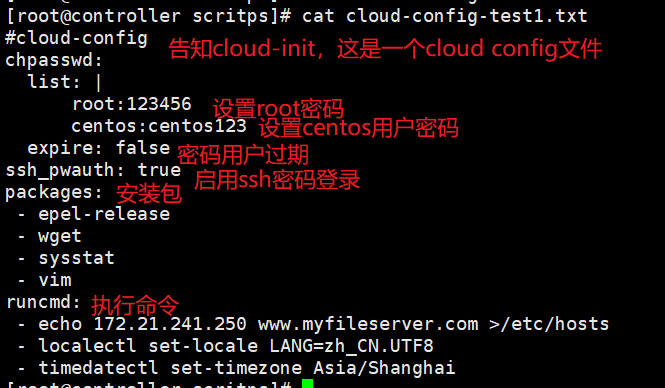 [root@controller scritps]# cat cloud-config-test1.txt
#cloud-config 告知cloud-init，这是一个cloud config文件
chpasswd:
  list: |
      root:123456 设置root密码
      centos:centos123 设置centos用户密码
  expire: false 密码用户过期
ssh_pwauth: true 启用ssh密码登录
packages: 安装包
 - epel-release
 - wget
 - sysstat
 - vim
runcmd: 执行命令
 - echo 172.21.241.250 www.myfileserver.com >/etc/hosts
 - localectl set-locale LANG=zh_CN.UTF8
 - timedatectl set-timezone Asia/Shanghai
[root@controller scritps]#